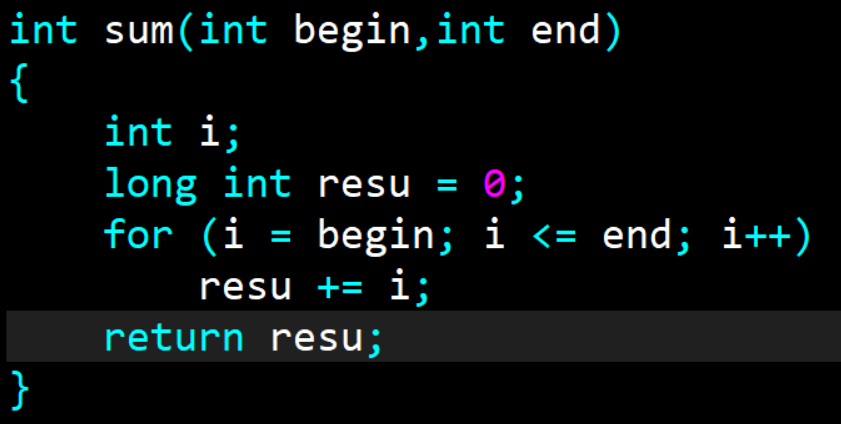 int sum(int begin,int end)
{
    int i;
    long int resu = 0;
    for (i = begin; i <= end; i++)
        resu += i;
    return resu;
}